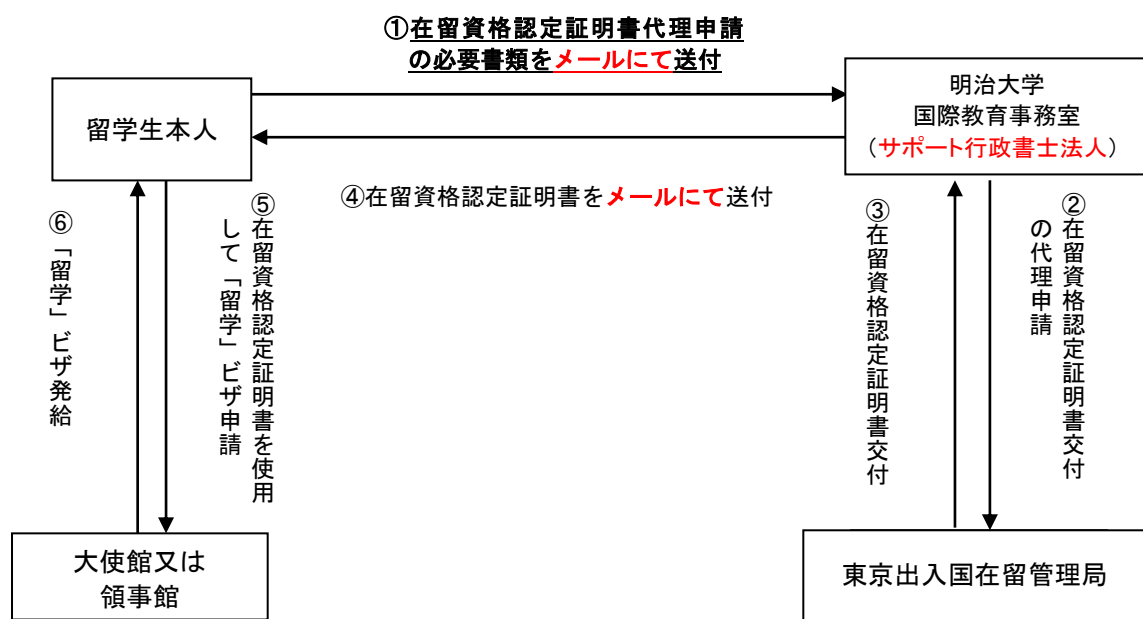 ①在留資格認定証明書代理申請
の必要書類をメールにて送付
留学生本人
明治大学
国際教育事務室
（サポート行政書士法人）
④在留資格認定証明書をメールにて送付
②在留資格認定証明書交付
の代理申請
③在留資格認定証明書交付
⑤在留資格認定証明書を使用
して「留学」ビザ申請
⑥「留学」ビザ発給
大使館又は
領事館
東京出入国在留管理局